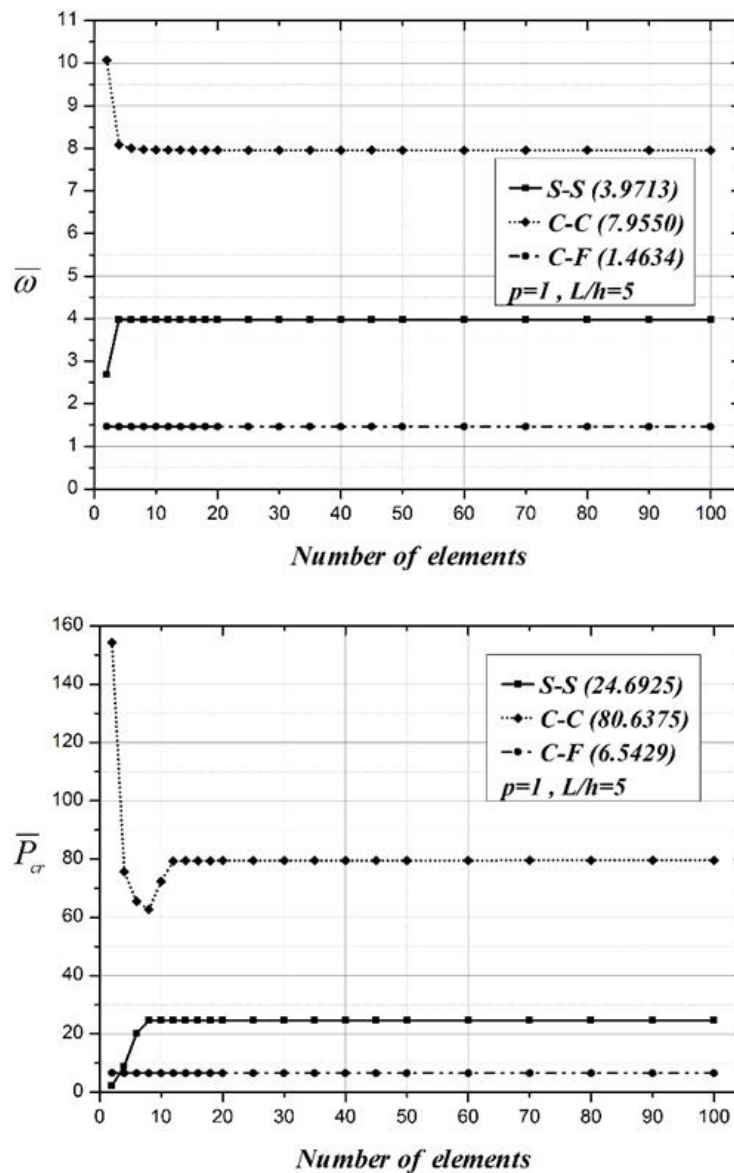 11
10
9
8
7
6
5
4
3
2
1
0
ω̅
S-S (3.9713)
C-C (7.9550)
C-F (1.4634)
p=1 , L/h=5
0 10 20 30 40 50 60 70 80 90 100
Number of elements
160
140
120
100
80
60
40
20
0
P̅cr
S-S (24.6925)
C-C (80.6375)
C-F (6.5429)
p=1 , L/h=5
0 10 20 30 40 50 60 70 80 90 100
Number of elements